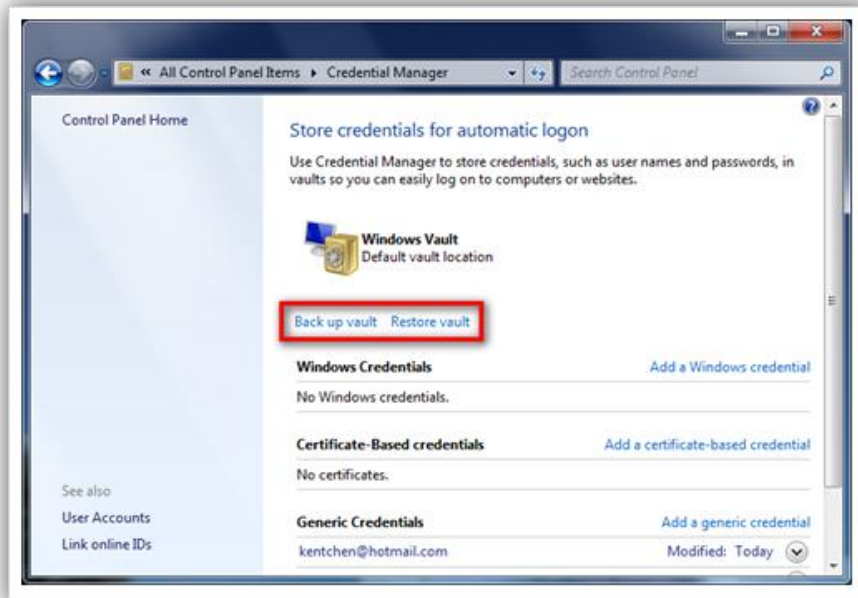 « All Control Panel Items ▸ Credential Manager
Search Control Panel
Control Panel Home
Store credentials for automatic logon
Use Credential Manager to store credentials, such as user names and passwords, in
vaults so you can easily log on to computers or websites.
Windows Vault
Default vault location
Back up vault Restore vault
Windows Credentials Add a Windows credential
No Windows credentials.
Certificate-Based credentials Add a certificate-based credential
No certificates.
Generic Credentials Add a generic credential
kentchen@hotmail.com Modified: Today
See also
User Accounts
Link online IDs